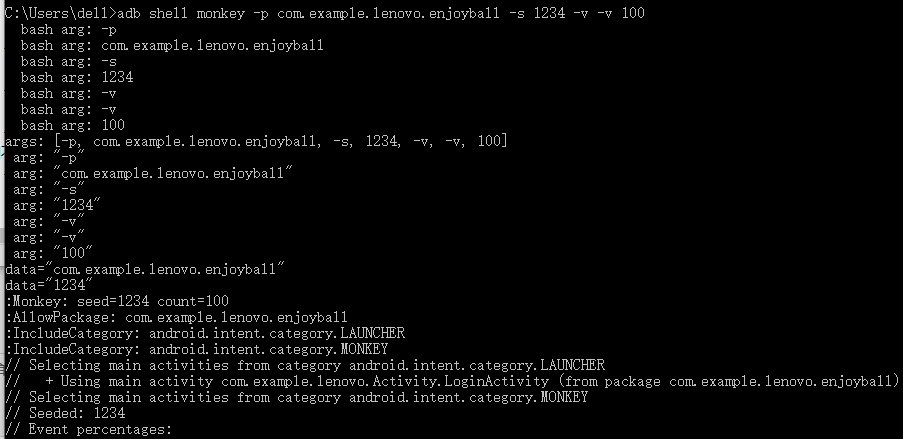 C:\Users\dell>adb shell monkey -p com.example.lenovo.enjoyball -s 1234 -v -v 100
bash arg: -p
bash arg: com.example.lenovo.enjoyball
bash arg: -s
bash arg: 1234
bash arg: -v
bash arg: -v
bash arg: 100
args: [-p, com.example.lenovo.enjoyball, -s, 1234, -v, -v, 100]
arg: "-p"
arg: "com.example.lenovo.enjoyball"
arg: "-s"
arg: "1234"
arg: "-v"
arg: "-v"
arg: "100"
data="com.example.lenovo.enjoyball"
data="1234"
:Monkey: seed=1234 count=100
:AllowPackage: com.example.lenovo.enjoyball
:IncludeCategory: android.intent.category.LAUNCHER
:IncludeCategory: android.intent.category.MONKEY
// Selecting main activities from category android.intent.category.LAUNCHER
//   + Using main activity com.example.lenovo.Activity.LoginActivity (from package com.example.lenovo.enjoyball)
// Selecting main activities from category android.intent.category.MONKEY
// Seeded: 1234
// Event percentages: